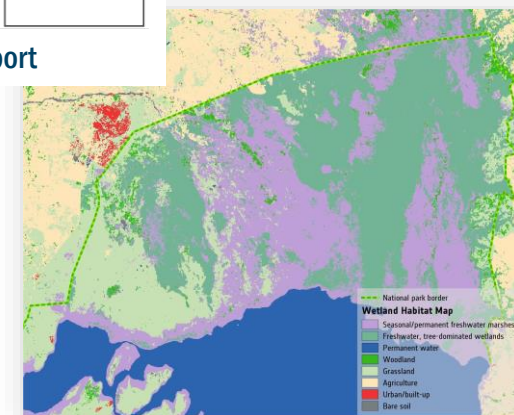 port
National park border
Wetland Habitat Map
Seasonal/permanent freshwater marshes
Freshwater, tree-dominated wetlands
Permanent water
Woodland
Grassland
Agriculture
Urban/built-up
Bare soil